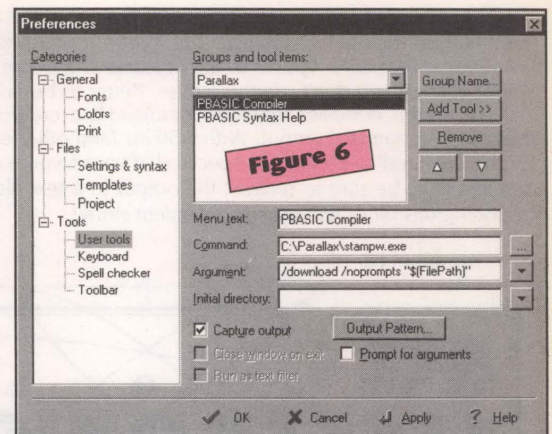 Preferences
Categories
General
Fonts
Colors
Print
Files
Settings & syntax
Templates
Project
Tools
User tools
Keyboard
Spell checker
Toolbar
Groups and tool items:
Parallax
Group Name...
PBASIC Compiler
PBASIC Syntax Help
Add Tool >>
Remove
Figure 6
Menu text: PBASIC Compiler
Command: C:\Parallax\stampw.exe ...
Argument: /download /noprompts "$(FilePath)"
Initial directory:
Capture output
Output Pattern...
Close window on exit
Prompt for arguments
Run as text filter
OK Cancel Apply ? Help